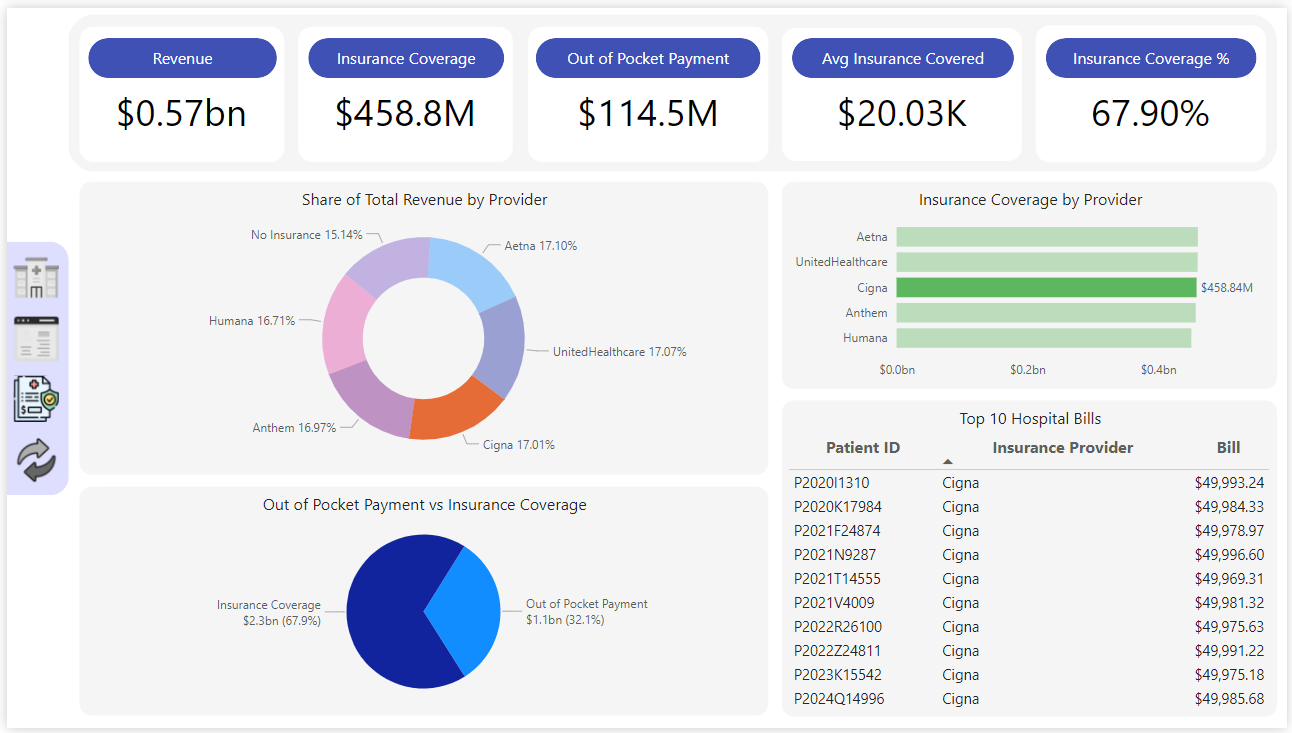 Revenue
$0.57bn
Insurance Coverage
$458.8M
Out of Pocket Payment
$114.5M
Avg Insurance Covered
$20.03K
Insurance Coverage %
67.90%
Share of Total Revenue by Provider
No Insurance 15.14%
Aetna 17.10%
Humana 16.71%
UnitedHealthcare 17.07%
Anthem 16.97%
Cigna 17.01%
Insurance Coverage by Provider
Aetna
UnitedHealthcare
Cigna $458.84M
Anthem
Humana
$0.0bn $0.2bn $0.4bn
Out of Pocket Payment vs Insurance Coverage
Insurance Coverage
$2.3bn (67.9%)
Out of Pocket Payment
$1.1bn (32.1%)
Top 10 Hospital Bills
Patient ID Insurance Provider Bill
P2020I1310 Cigna $49,993.24
P2020K17984 Cigna $49,984.33
P2021F24874 Cigna $49,978.97
P2021N9287 Cigna $49,996.60
P2021T14555 Cigna $49,969.31
P2021V4009 Cigna $49,981.32
P2022R26100 Cigna $49,975.63
P2022Z24811 Cigna $49,991.22
P2023K15542 Cigna $49,975.18
P2024Q14996 Cigna $49,985.68